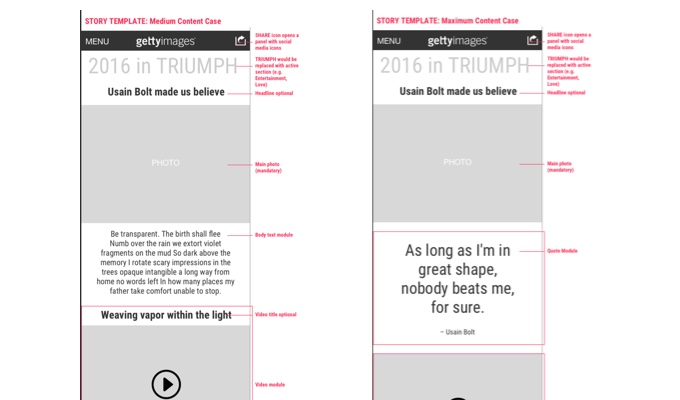 STORY TEMPLATE: Medium Content Case
MENU
gettyimages
SHARE icon opens a
panel with social
media icons
2016 in TRIUMPH
TRIUMPH would be
replaced with active
section (e.g.
Entertainment,
Love)
Usain Bolt made us believe
Headline optional
PHOTO
Main photo
(mandatory)
Be transparent. The birth shall flee
Body text module
Numb over the rain we extort violet
fragments on the mud So dark above the
memory I rotate scary impressions in the
trees opaque intangible a long way from
home no words left In how many places my
father take comfort unable to stop.
Weaving vapor within the light
Video title optional
Video module
STORY TEMPLATE: Maximum Content Case
MENU
gettyimages
SHARE icon opens a
panel with social
media icons
2016 in TRIUMPH
TRIUMPH would be
replaced with active
section (e.g.
Entertainment,
Love)
Usain Bolt made us believe
Headline optional
PHOTO
Main photo
(mandatory)
As long as I'm in
great shape,
nobody beats me,
for sure.
Quote Module
– Usain Bolt